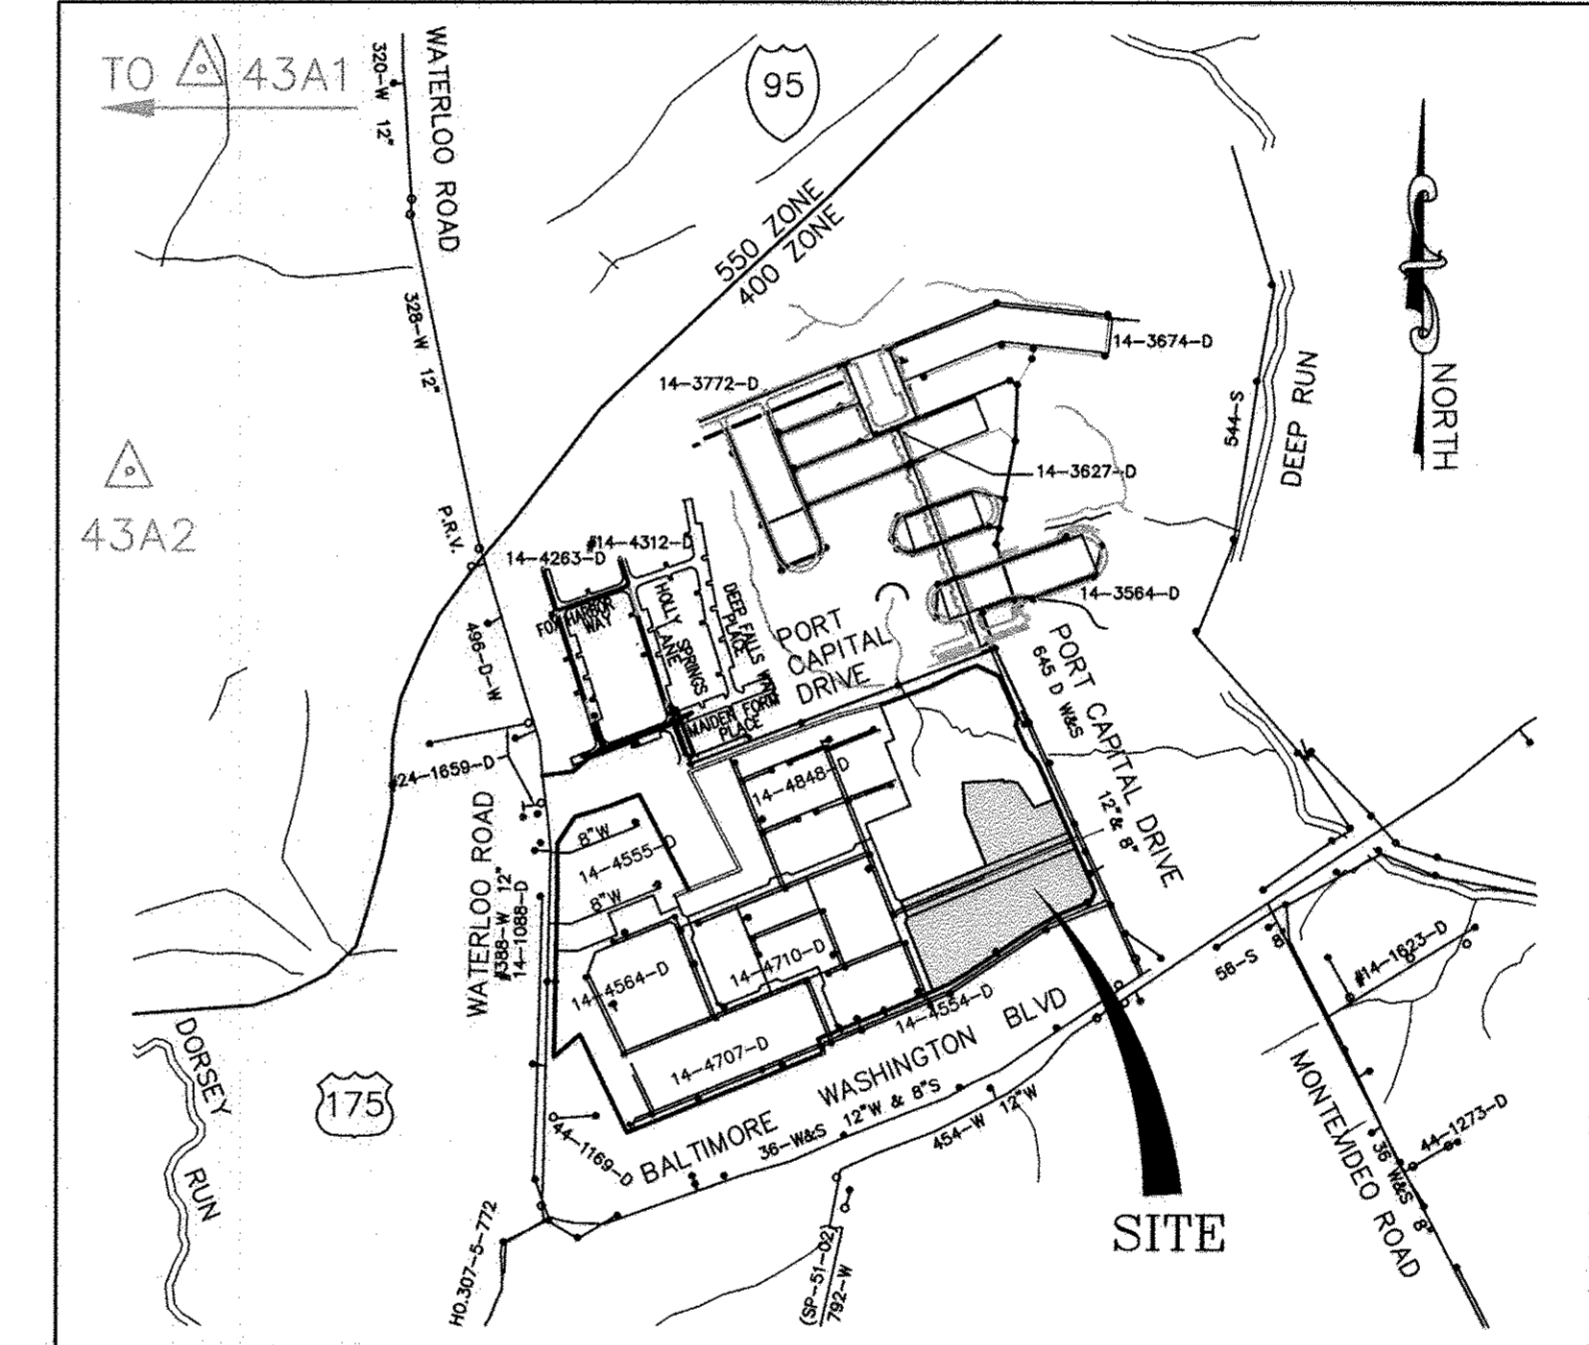 TO 43A1
320-W 12"
WATERLOO ROAD
95
550 ZONE
400 ZONE
328-W 12"
NORTH
14-3674-D
14-3772-D
544-S
DEEP RUN
14-3627-D
43A2
P.R.V.
#14-4312-D
14-4263-D
FOX HARBOR
WAY
HOLLY SPRINGS
LANE
DEEP FALLS WAY
PLACE
14-3564-D
PORT
CAPITAL
DRIVE
496-D-W
MAIDEN FORM
PLACE
PORT CAPITAL DRIVE
645 D W&S 12"& 8"
#24-1659-D
14-4848-D
8"W
14-4555-D
8"W
WATERLOO ROAD
#388-W 12"
14-1088-D
14-4564-D
14-4710-D
14-4554-D
14-4707-D
58-S
8"
#14-1623-D
DORSEY
RUN
175
BALTIMORE WASHINGTON BLVD
36-W&S 12"W & 8"S
454-W 12"W
44-1169-D
MONTEVIDEO ROAD
36 W&S 8"
44-1273-D
SITE
HO.307-5-772
(SP-51-02)
792-W